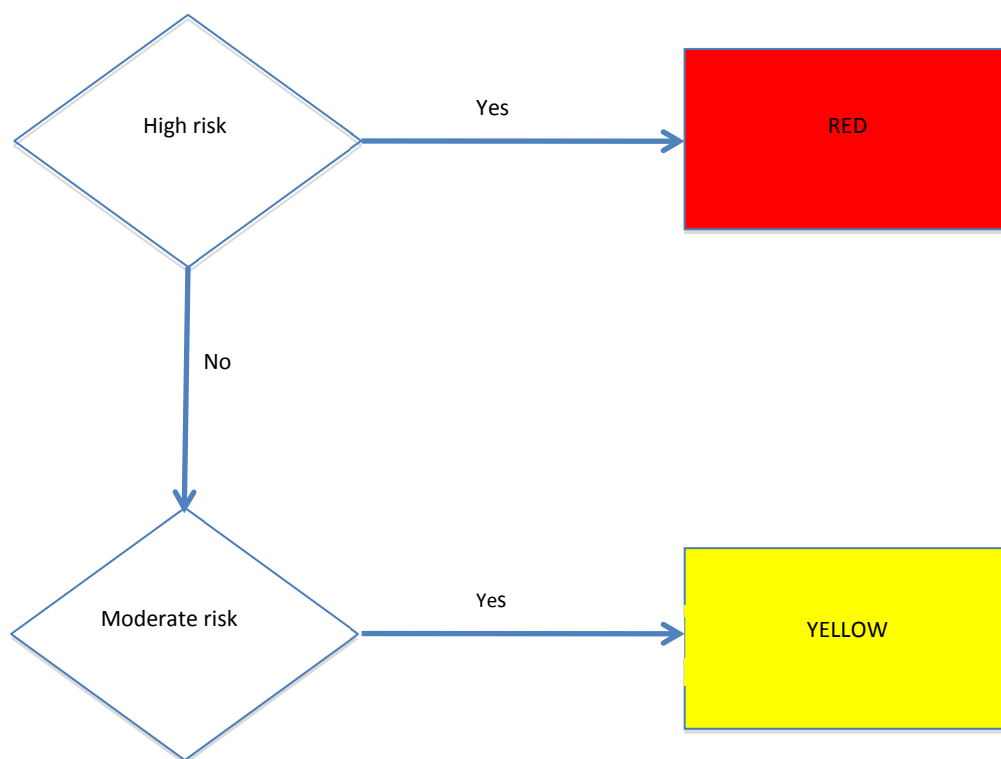 High risk
Yes
RED
No
Moderate risk
Yes
YELLOW